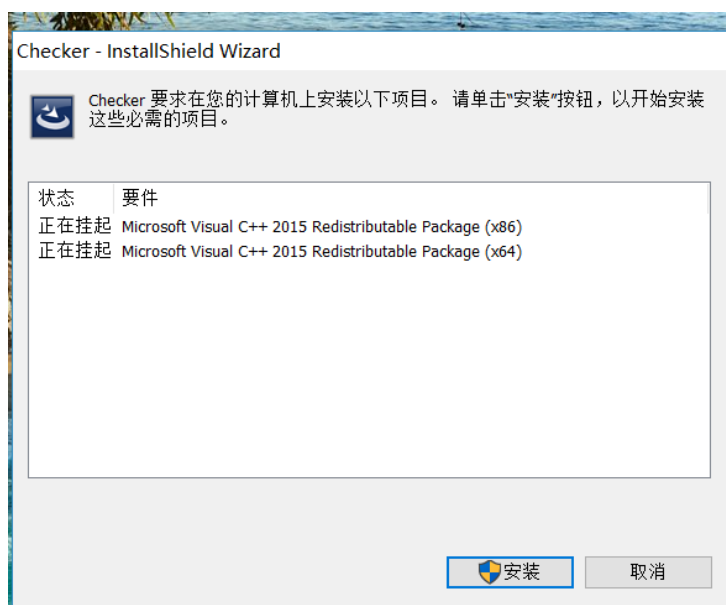 Checker - InstallShield Wizard
Checker 要求在您的计算机上安装以下项目。 请单击“安装”按钮，以开始安装
这些必需的项目。
状态 要件
正在挂起 Microsoft Visual C++ 2015 Redistributable Package (x86)
正在挂起 Microsoft Visual C++ 2015 Redistributable Package (x64)
安装 取消